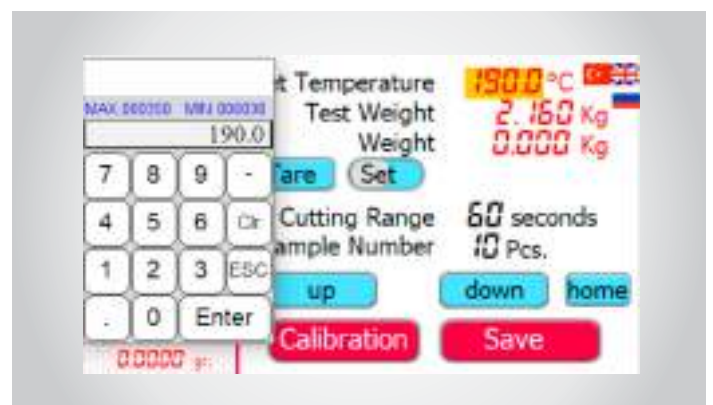 t Temperature 190.0 °C
MAX.000350 MIN.000030
Test Weight 2.160 Kg
190.0
Weight 0.000 Kg
7 8 9 -
are Set
4 5 6 Clr
Cutting Range 60 seconds
ample Number 10 Pcs.
1 2 3 ESC
up down home
. 0 Enter
Calibration Save
0.0000 gr.